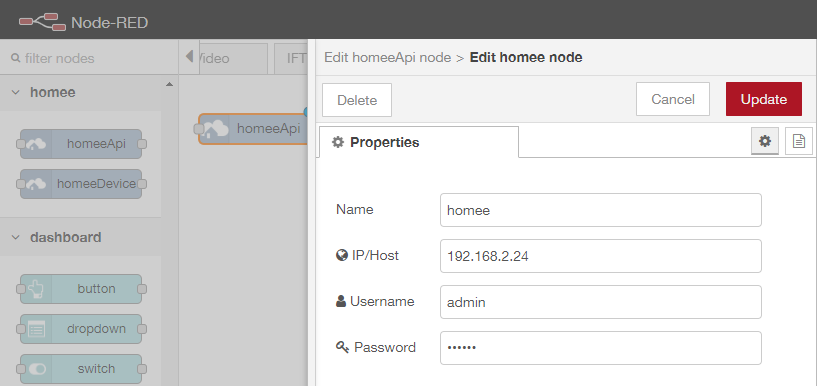 Node-RED
filter nodes
homee
homeeApi
homeeDevice
dashboard
button
dropdown
switch
Video
IFT
homeeApi
Edit homeeApi node > Edit homee node
Delete
Cancel
Update
Properties
Name
homee
IP/Host
192.168.2.24
Username
admin
Password
••••••